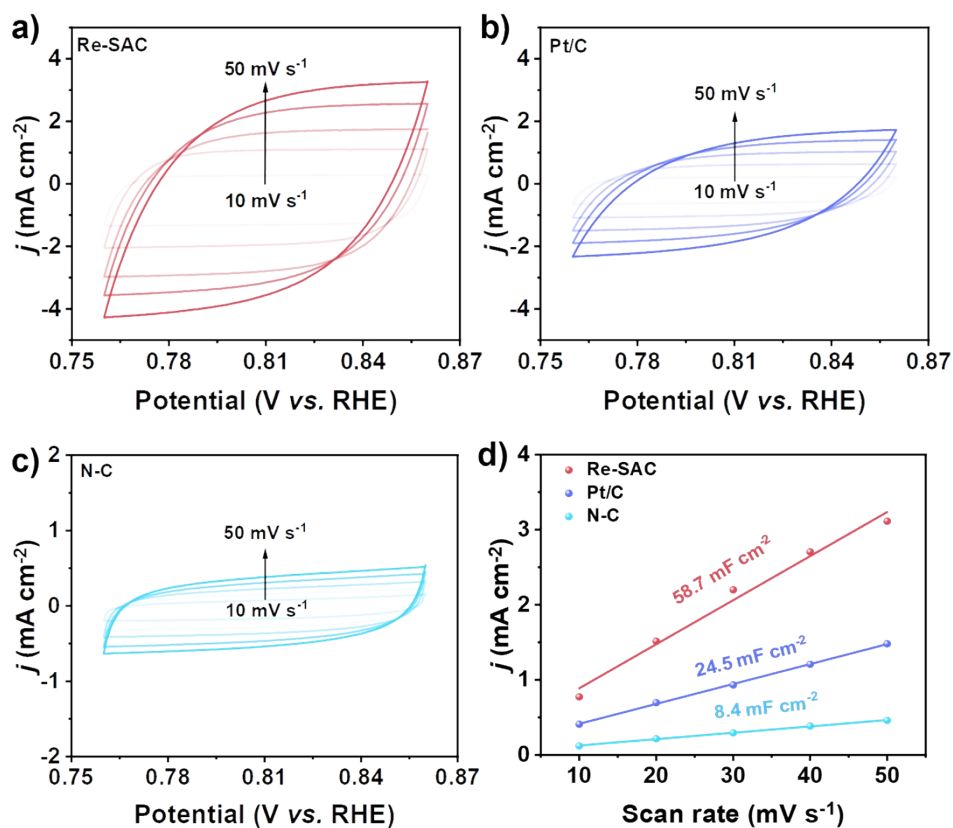 a)
Re-SAC
50 mV s⁻¹
10 mV s⁻¹
j (mA cm⁻²)
4
2
0
-2
-4
0.75 0.78 0.81 0.84 0.87
Potential (V vs. RHE)
b)
Pt/C
50 mV s⁻¹
10 mV s⁻¹
j (mA cm⁻²)
4
2
0
-2
-4
0.75 0.78 0.81 0.84 0.87
Potential (V vs. RHE)
c)
N-C
50 mV s⁻¹
10 mV s⁻¹
j (mA cm⁻²)
2
1
0
-1
-2
0.75 0.78 0.81 0.84 0.87
Potential (V vs. RHE)
d)
Re-SAC
Pt/C
N-C
58.7 mF cm⁻²
24.5 mF cm⁻²
8.4 mF cm⁻²
j (mA cm⁻²)
4
3
2
1
0
10 20 30 40 50
Scan rate (mV s⁻¹)